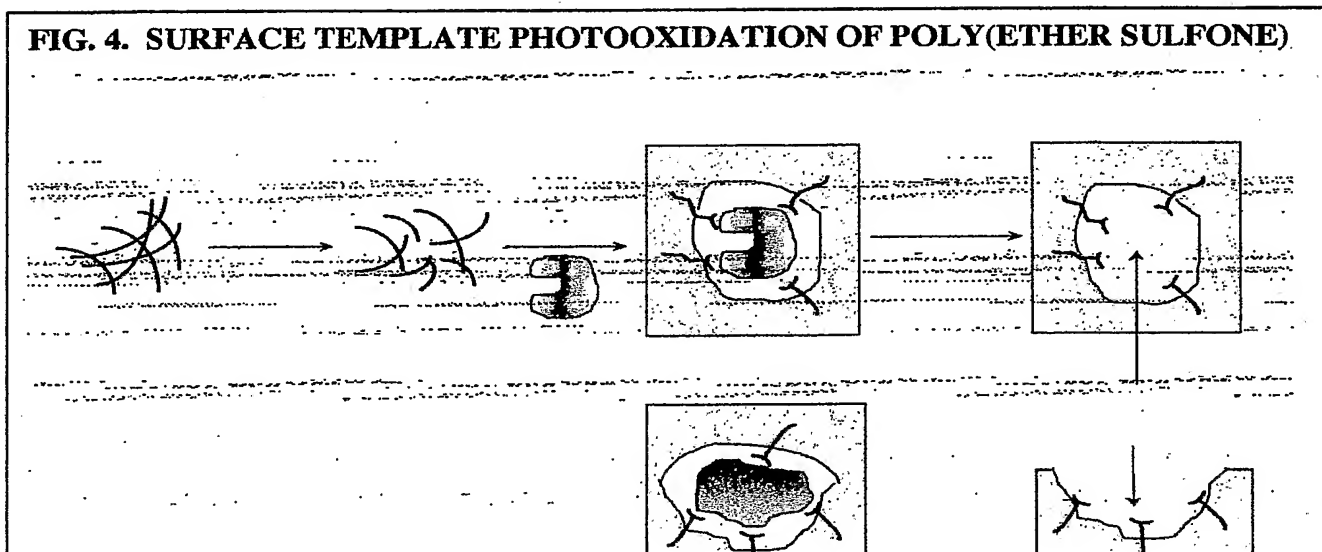 FIG. 4. SURFACE TEMPLATE PHOTOOXIDATION OF POLY(ETHER SULFONE)